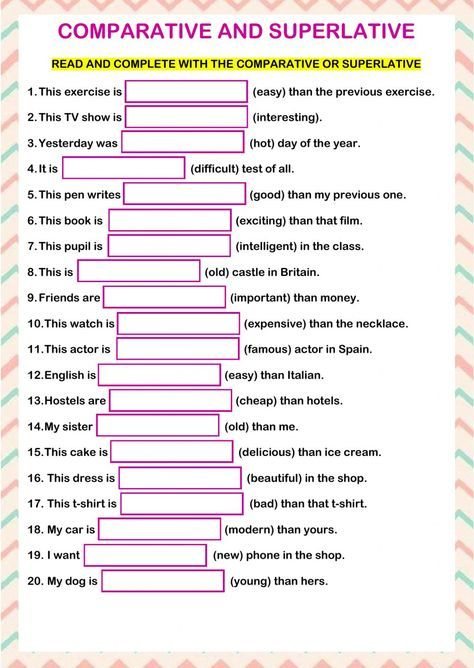 COMPARATIVE AND SUPERLATIVE
READ AND COMPLETE WITH THE COMPARATIVE OR SUPERLATIVE
1. This exercise is (easy) than the previous exercise.
2. This TV show is (interesting).
3. Yesterday was (hot) day of the year.
4. It is (difficult) test of all.
5. This pen writes (good) than my previous one.
6. This book is (exciting) than that film.
7. This pupil is (intelligent) in the class.
8. This is (old) castle in Britain.
9. Friends are (important) than money.
10. This watch is (expensive) than the necklace.
11. This actor is (famous) actor in Spain.
12. English is (easy) than Italian.
13. Hostels are (cheap) than hotels.
14. My sister (old) than me.
15. This cake is (delicious) than ice cream.
16. This dress is (beautiful) in the shop.
17. This t-shirt is (bad) than that t-shirt.
18. My car is (modern) than yours.
19. I want (new) phone in the shop.
20. My dog is (young) than hers.